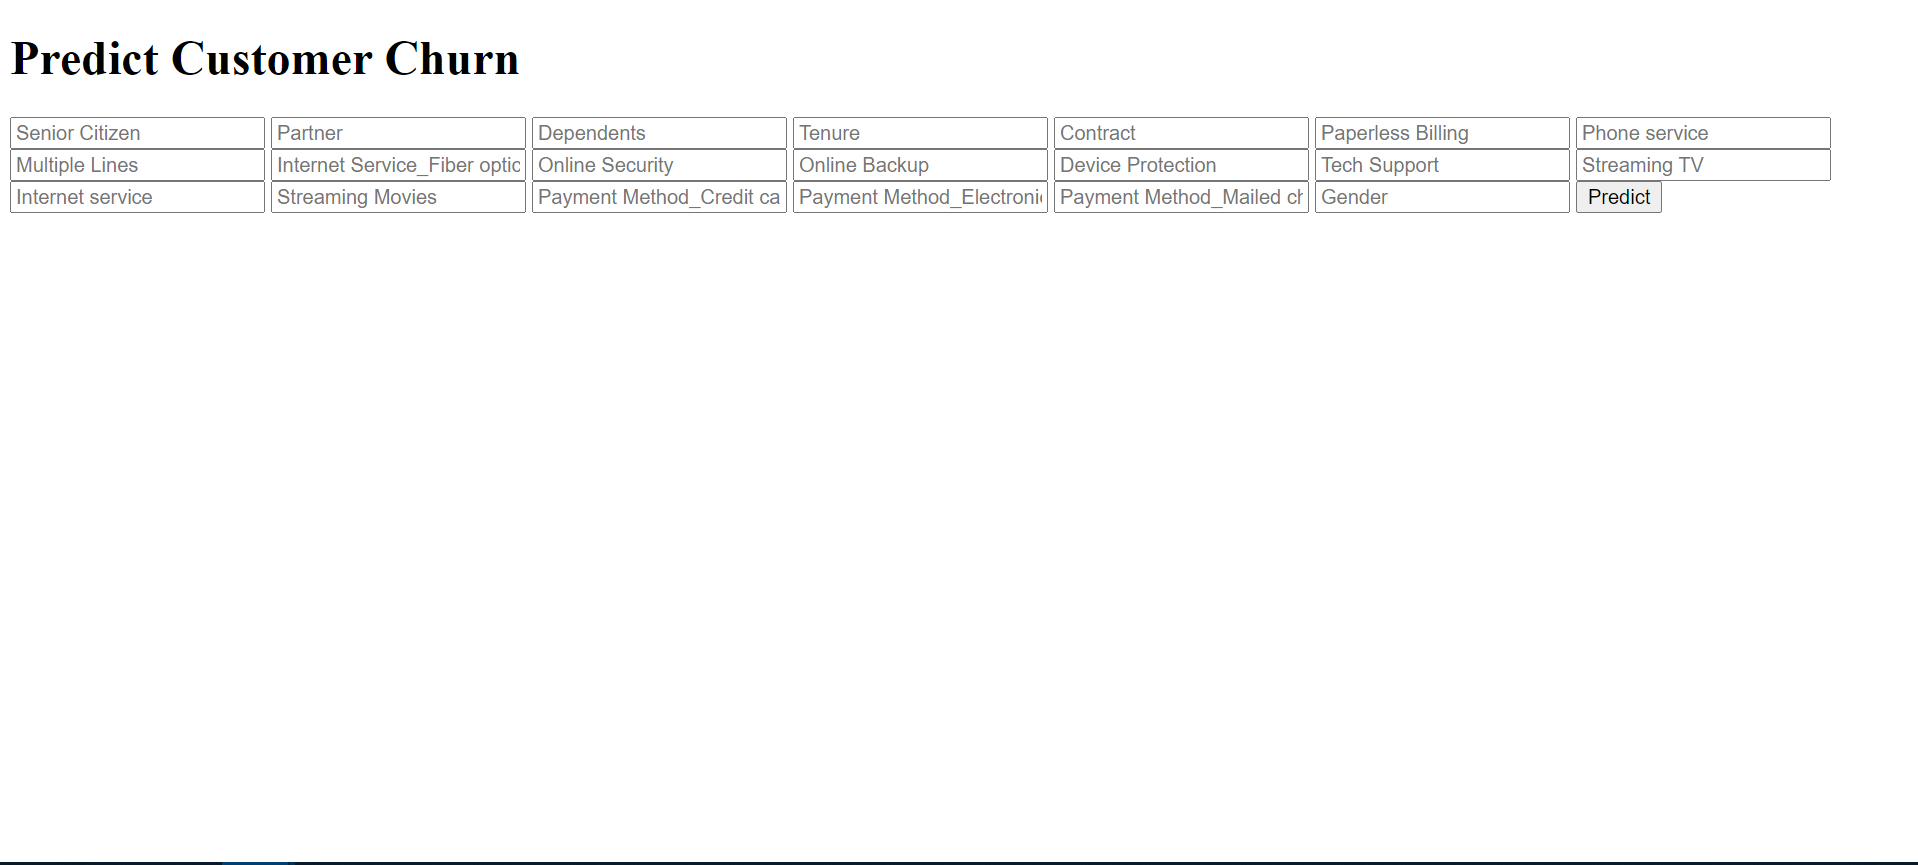 Predict Customer Churn
Senior Citizen Partner Dependents Tenure Contract Paperless Billing Phone service
Multiple Lines Internet Service_Fiber optic Online Security Online Backup Device Protection Tech Support Streaming TV
Internet service Streaming Movies Payment Method_Credit ca Payment Method_Electroni Payment Method_Mailed ch Gender Predict